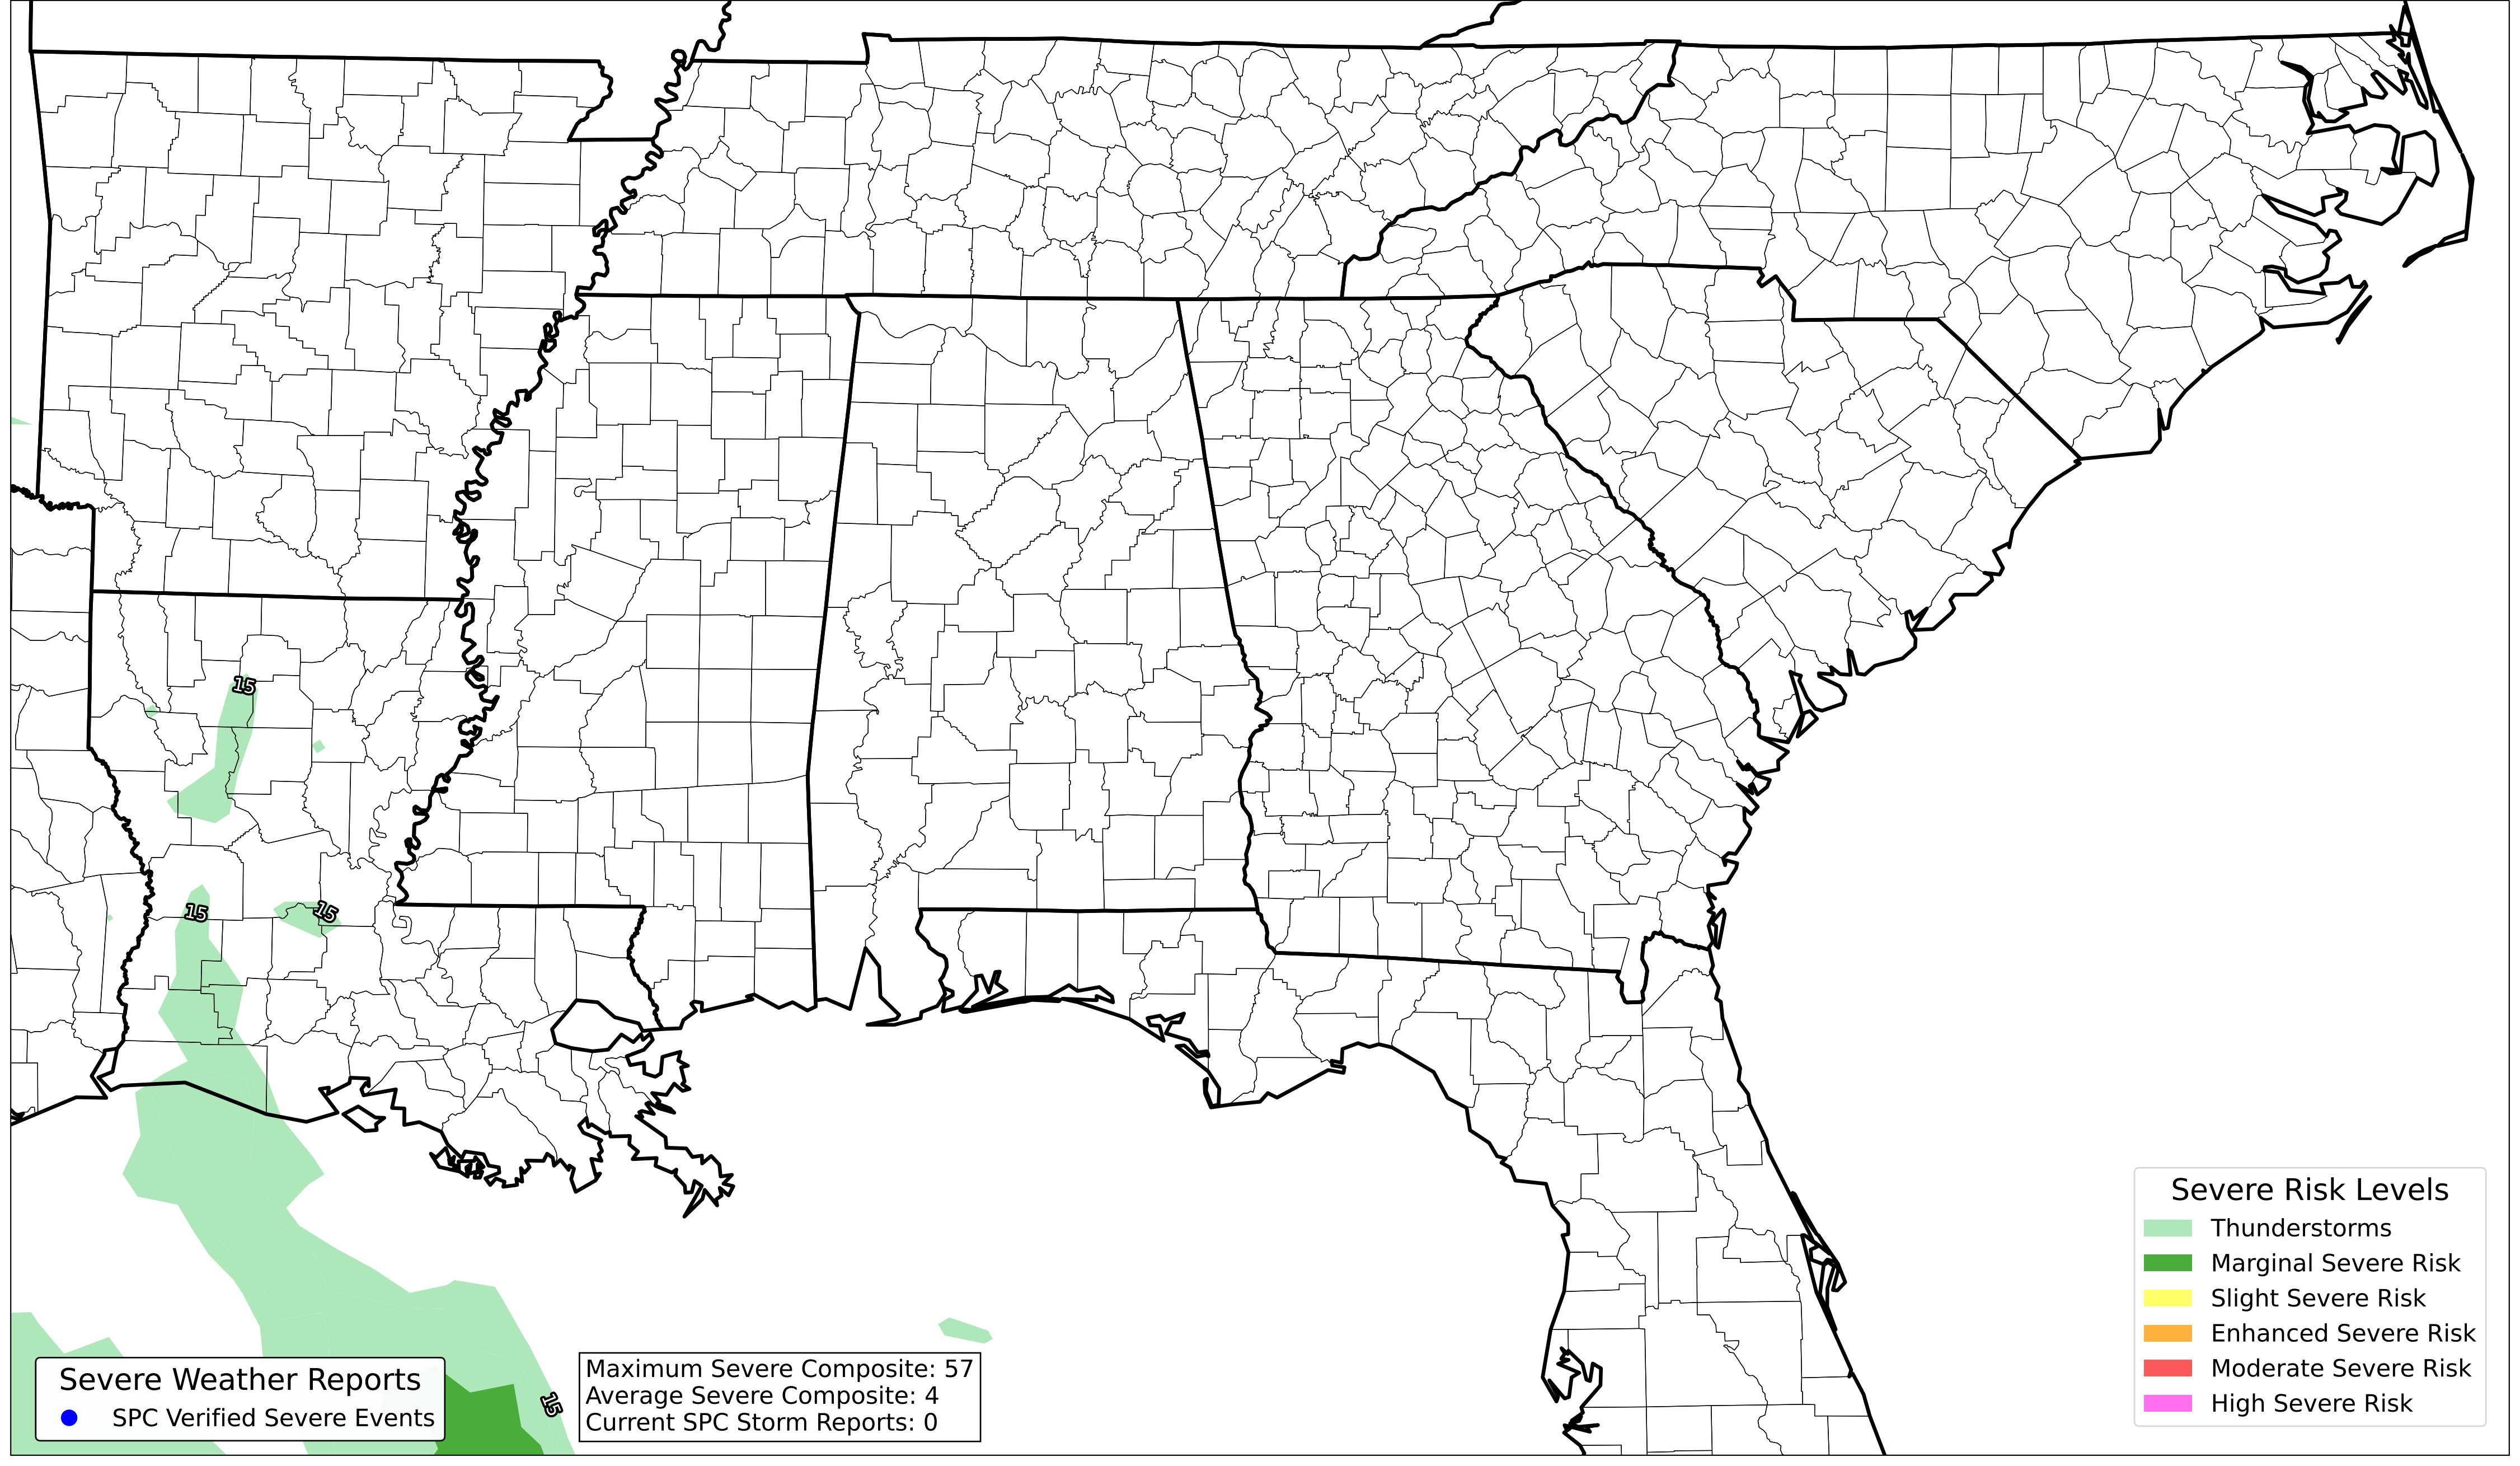 15
15
15
15
Severe Weather Reports
SPC Verified Severe Events
Maximum Severe Composite: 57
Average Severe Composite: 4
Current SPC Storm Reports: 0
Severe Risk Levels
Thunderstorms
Marginal Severe Risk
Slight Severe Risk
Enhanced Severe Risk
Moderate Severe Risk
High Severe Risk